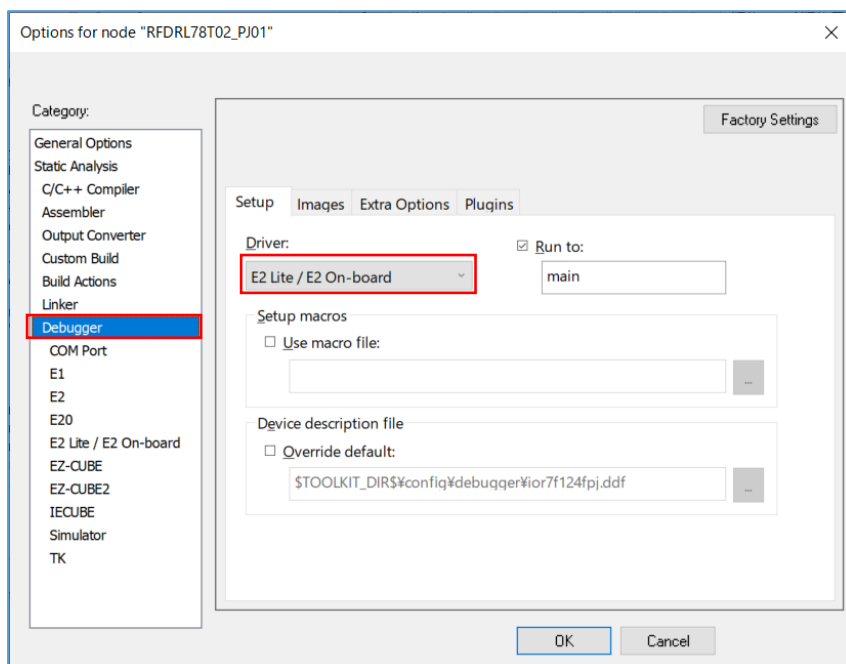 Options for node "RFDRL78T02_PJ01"
Category:
General Options
Static Analysis
C/C++ Compiler
Assembler
Output Converter
Custom Build
Build Actions
Linker
Debugger
COM Port
E1
E2
E20
E2 Lite / E2 On-board
EZ-CUBE
EZ-CUBE2
IECUBE
Simulator
TK
Factory Settings
Setup Images Extra Options Plugins
Driver:
E2 Lite / E2 On-board
Run to:
main
Setup macros
Use macro file:
...
Device description file
Override default:
$TOOLKIT_DIR$¥config¥debugger¥ior7f124fpj.ddf
...
OK Cancel